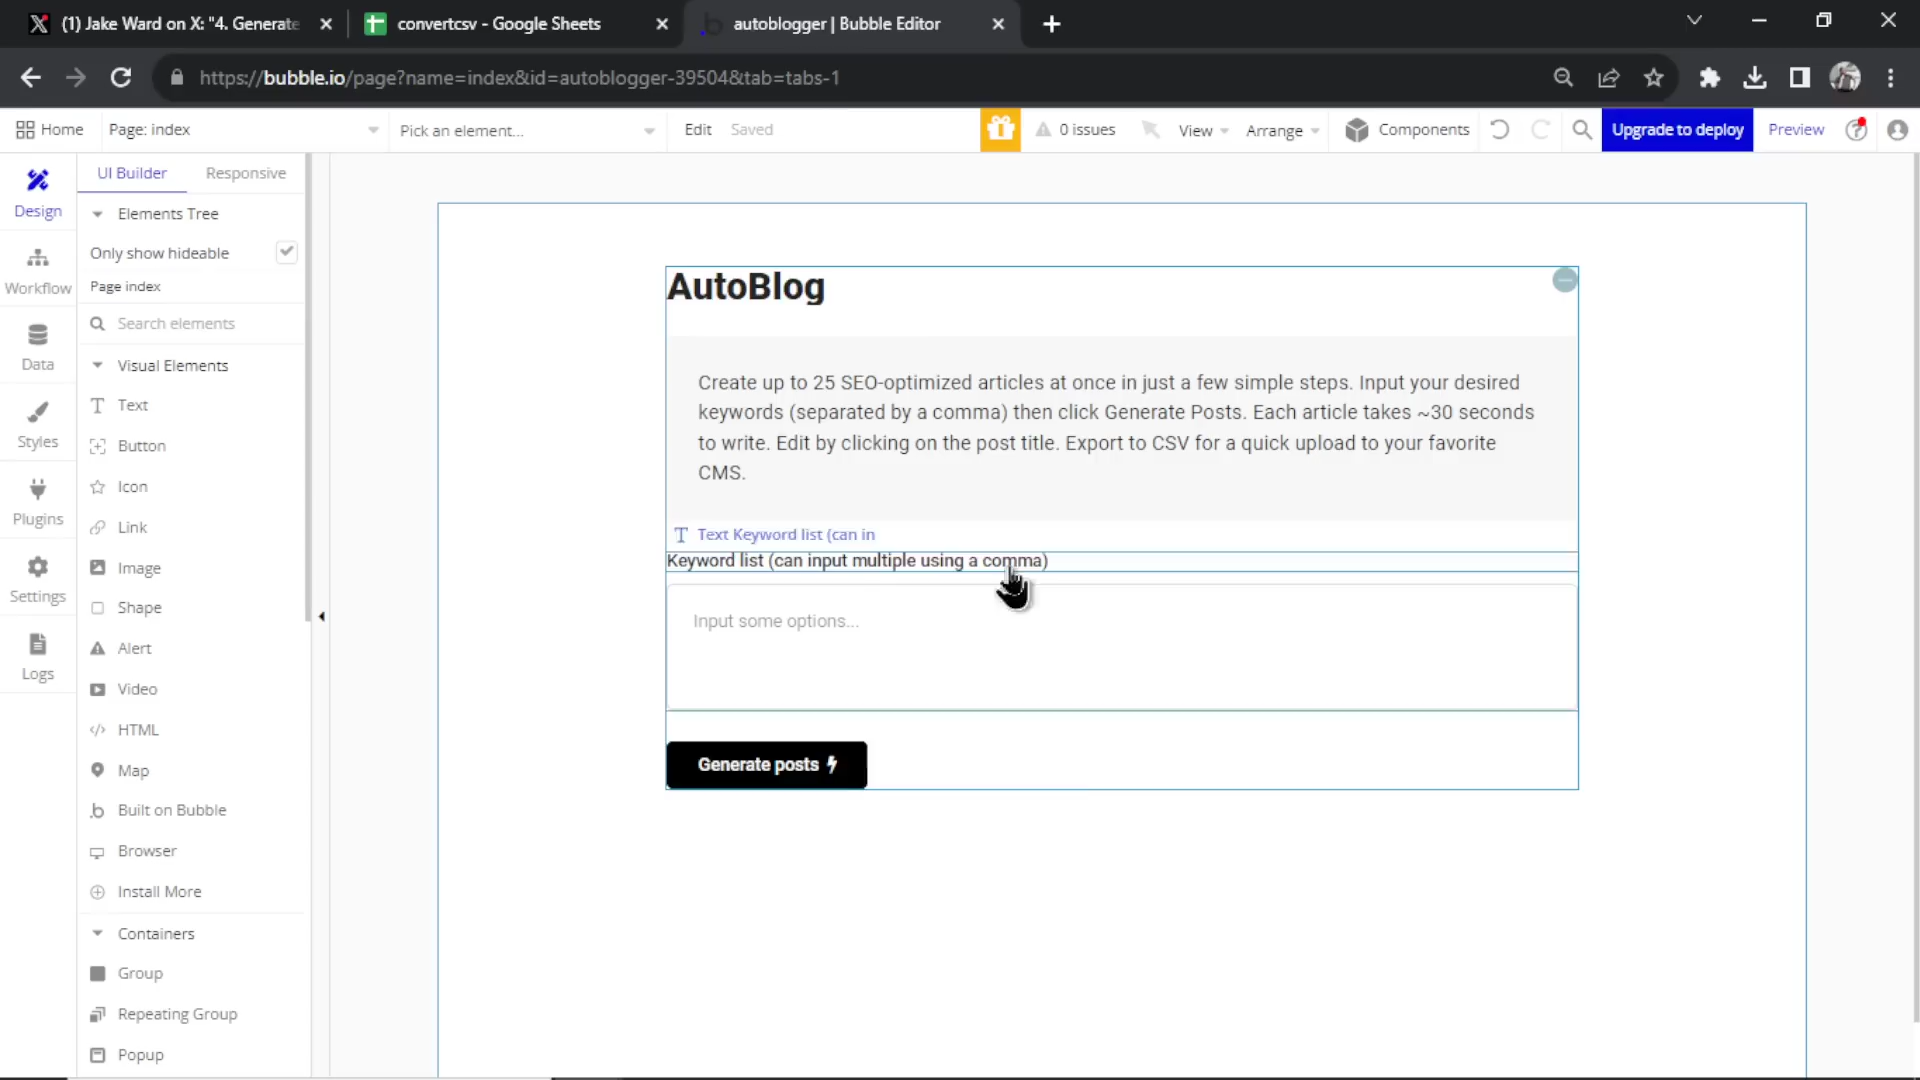 (1) Jake Ward on X: "4. Generate
convertcsv - Google Sheets
autoblogger | Bubble Editor
https://bubble.io/page?name=index&id=autoblogger-39504&tab=tabs-1
Home
Page: index
Pick an element...
Edit
Saved
0 issues
View
Arrange
Components
Upgrade to deploy
Preview
Design
Workflow
Data
Styles
Plugins
Settings
Logs
UI Builder
Responsive
Elements Tree
Only show hideable
Page index
Search elements
Visual Elements
Text
Button
Icon
Link
Image
Shape
Alert
Video
HTML
Map
Built on Bubble
Browser
Install More
Containers
Group
Repeating Group
Popup
AutoBlog
Create up to 25 SEO-optimized articles at once in just a few simple steps. Input your desired
keywords (separated by a comma) then click Generate Posts. Each article takes ~30 seconds
to write. Edit by clicking on the post title. Export to CSV for a quick upload to your favorite
CMS.
Text Keyword list (can in
Keyword list (can input multiple using a comma)
Input some options...
Generate posts